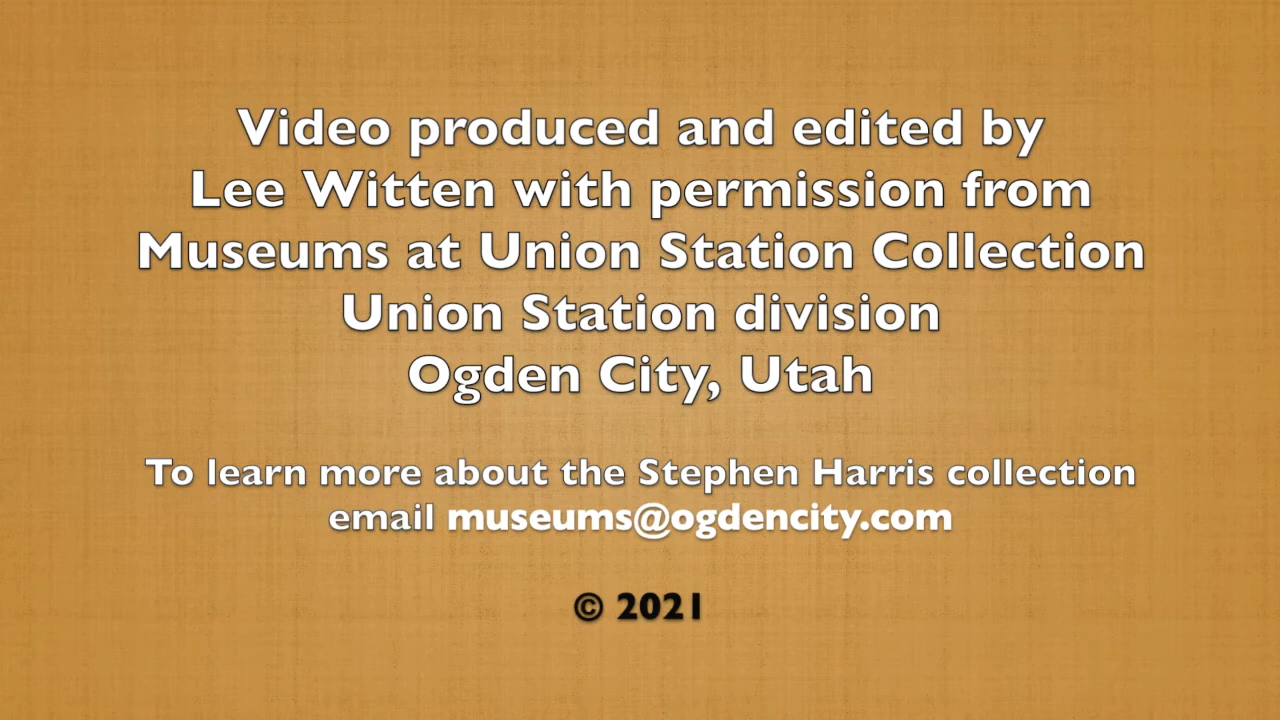 Video produced and edited by
Lee Witten with permission from
Museums at Union Station Collection
Union Station division
Ogden City, Utah
To learn more about the Stephen Harris collection
email museums@ogdencity.com
© 2021